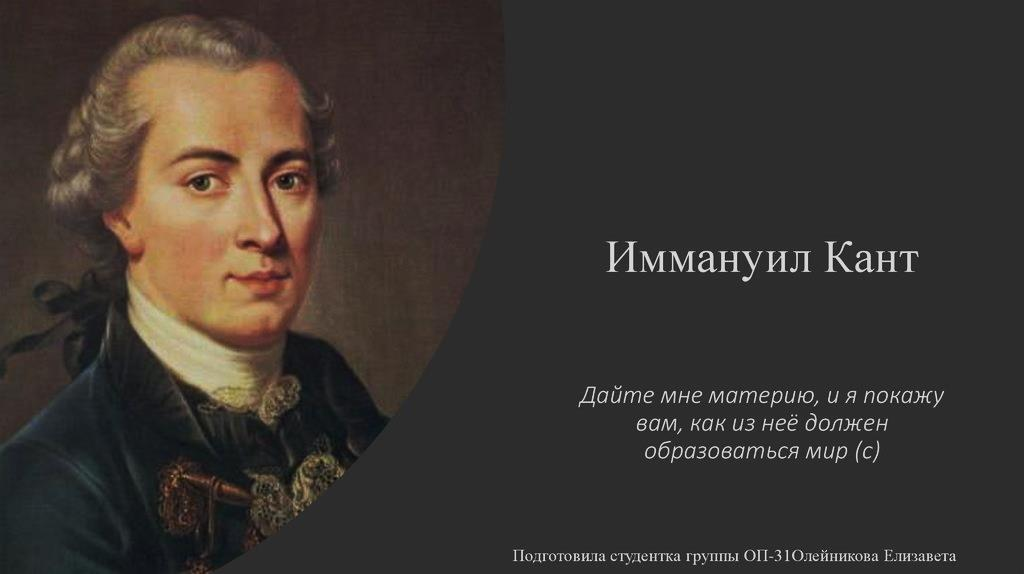 Иммануил Кант
Дайте мне материю, и я покажу
вам, как из неё должен
образоваться мир (с)
Подготовила студентка группы ОП-31Олейникова Елизавета